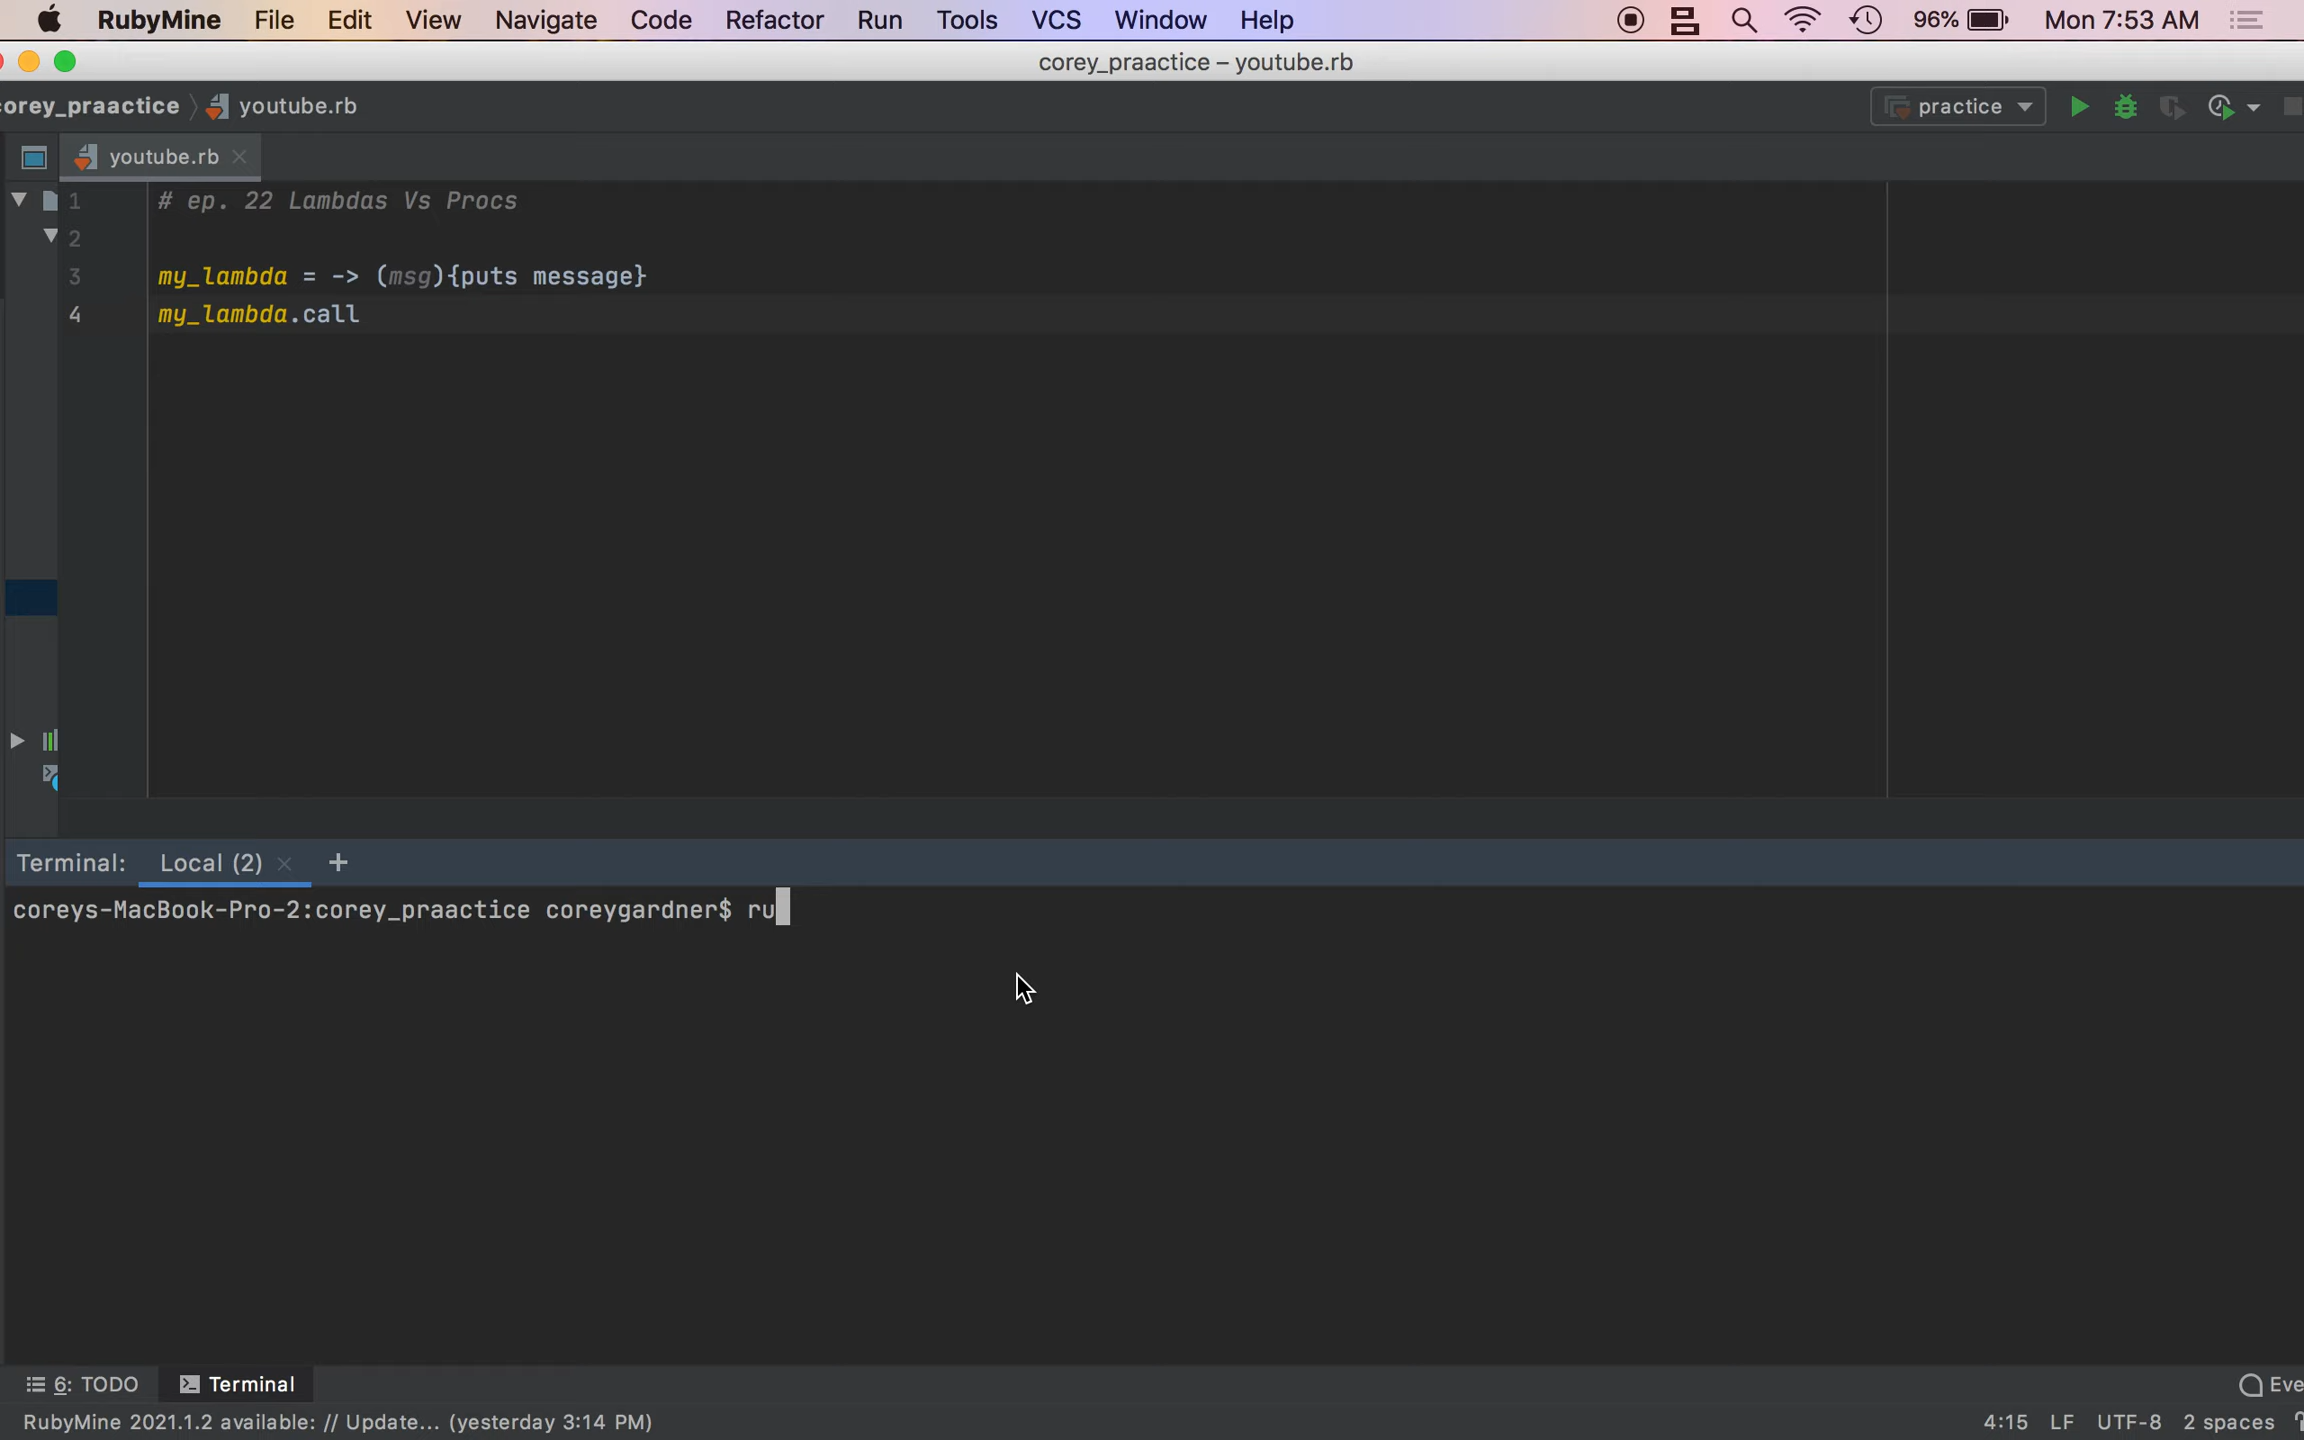 RubyMine File Edit View Navigate Code Refactor Run Tools VCS Window Help 96% Mon 7:53 AM
corey_praactice – youtube.rb
corey_praactice youtube.rb practice
youtube.rb
1 # ep. 22 Lambdas Vs Procs
2
3 my_lambda = -> (msg){puts message}
4 my_lambda.call
Terminal: Local (2) +
coreys-MacBook-Pro-2:corey_praactice coreygardner$ ru
6: TODO Terminal Eve
RubyMine 2021.1.2 available: // Update... (yesterday 3:14 PM) 4:15 LF UTF-8 2 spaces